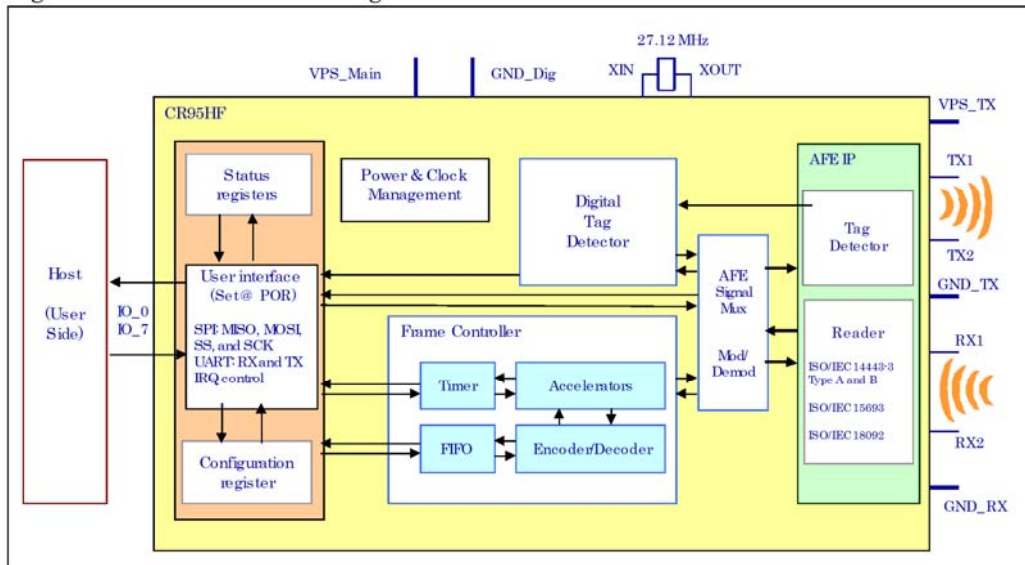 27.12 MHz
VPS_Main
GND_Dig
XIN
XOUT
CR95HF
VPS_TX
Host
(User
Side)
IO_0
IO_7
Status
registers
User interface
(Set @ POR)
SPI: MISO, MOSI,
SS, and SCK
UART: RX and TX
IRQ control
Configuration
register
Power & Clock
Management
Digital
Tag
Detector
Frame Controller
Timer
Accelerators
FIFO
Encoder/Decoder
AFE
Signal
Mux
Mod/
Demod
AFE IP
Tag
Detector
Reader
ISO/IEC 14443-3
Type A and B
ISO/IEC 15693
ISO/IEC 18092
TX1
TX2
GND_TX
RX1
RX2
GND_RX